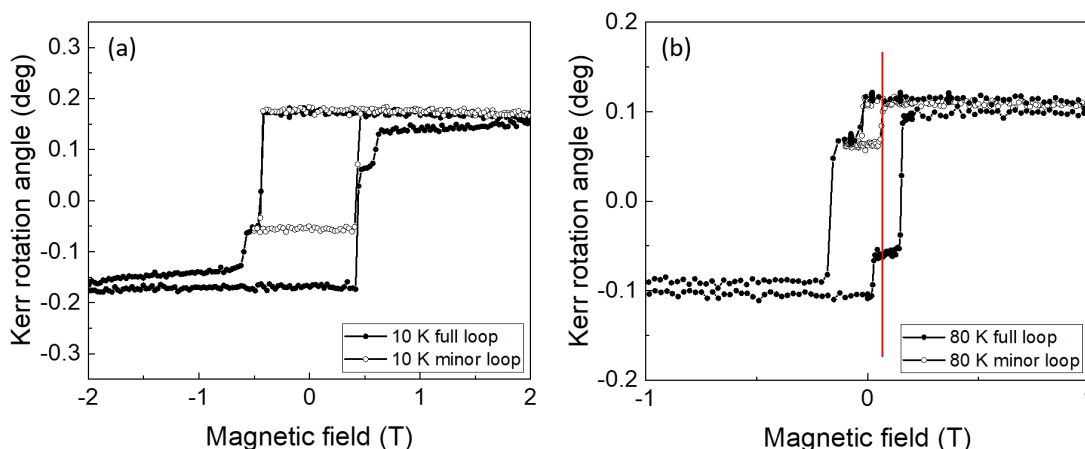 (a)
Kerr rotation angle (deg)
0.3
0.2
0.1
0.0
-0.1
-0.2
-0.3
-2
-1
0
1
2
Magnetic field (T)
10 K full loop
10 K minor loop
(b)
Kerr rotation angle (deg)
0.2
0.1
0.0
-0.1
-0.2
-1
0
Magnetic field (T)
80 K full loop
80 K minor loop